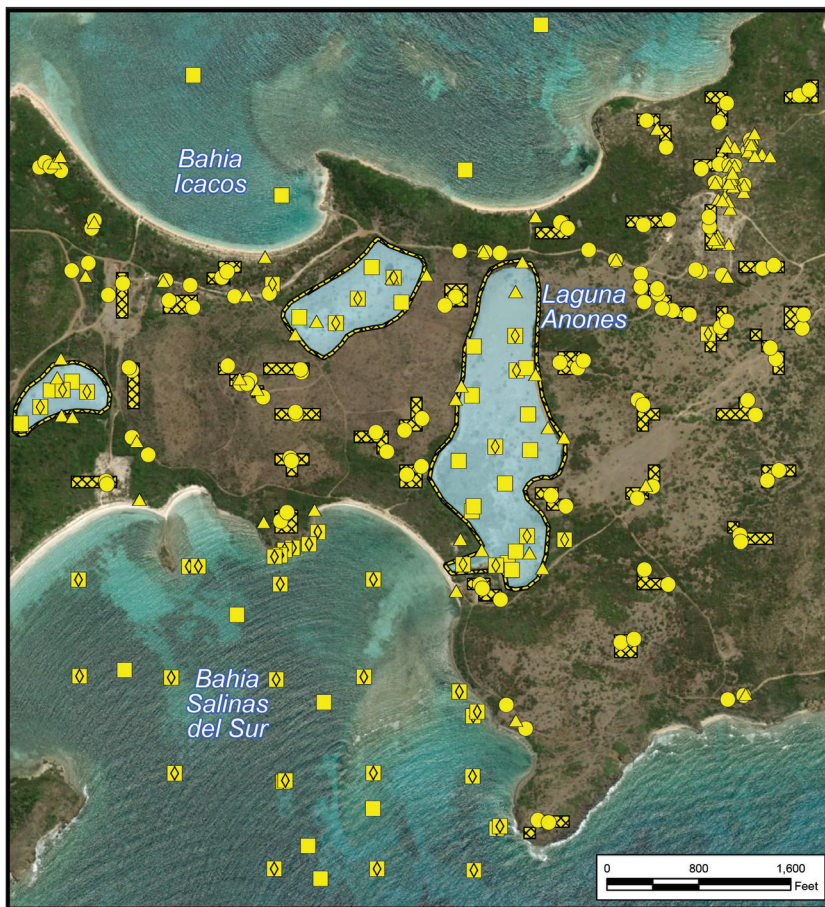 Bahia
Icacos
Laguna
Anones
Bahia
Salinas
del Sur
0 800 1,600
Feet